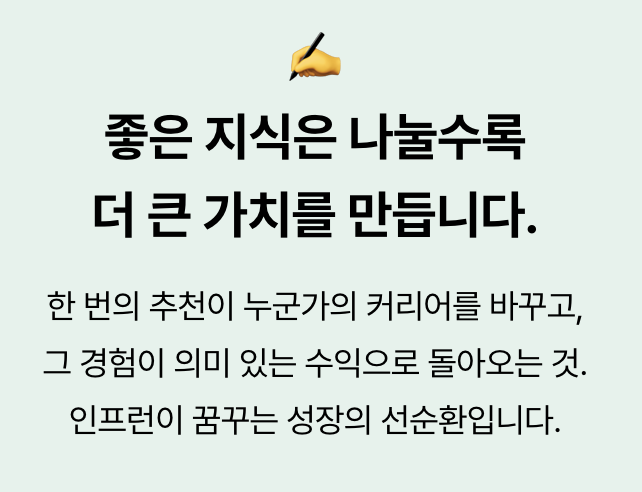 좋은 지식은 나눌수록
더 큰 가치를 만듭니다.
한 번의 추천이 누군가의 커리어를 바꾸고,
그 경험이 의미 있는 수익으로 돌아오는 것.
인프런이 꿈꾸는 성장의 선순환입니다.